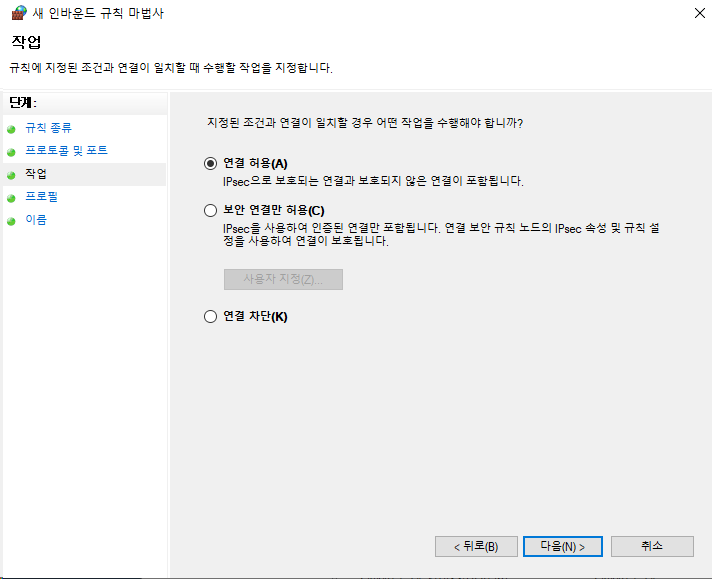 새 인바운드 규칙 마법사
작업
규칙에 지정된 조건과 연결이 일치할 때 수행할 작업을 지정합니다.
단계:
규칙 종류
프로토콜 및 포트
작업
프로필
이름
지정된 조건과 연결이 일치할 경우 어떤 작업을 수행해야 합니까?
연결 허용(A)
IPsec으로 보호되는 연결과 보호되지 않은 연결이 포함됩니다.
보안 연결만 허용(C)
IPsec을 사용하여 인증된 연결만 포함됩니다. 연결 보안 규칙 노드의 IPsec 속성 및 규칙 설
정을 사용하여 연결이 보호됩니다.
사용자 지정(Z)...
연결 차단(K)
< 뒤로(B)
다음(N) >
취소